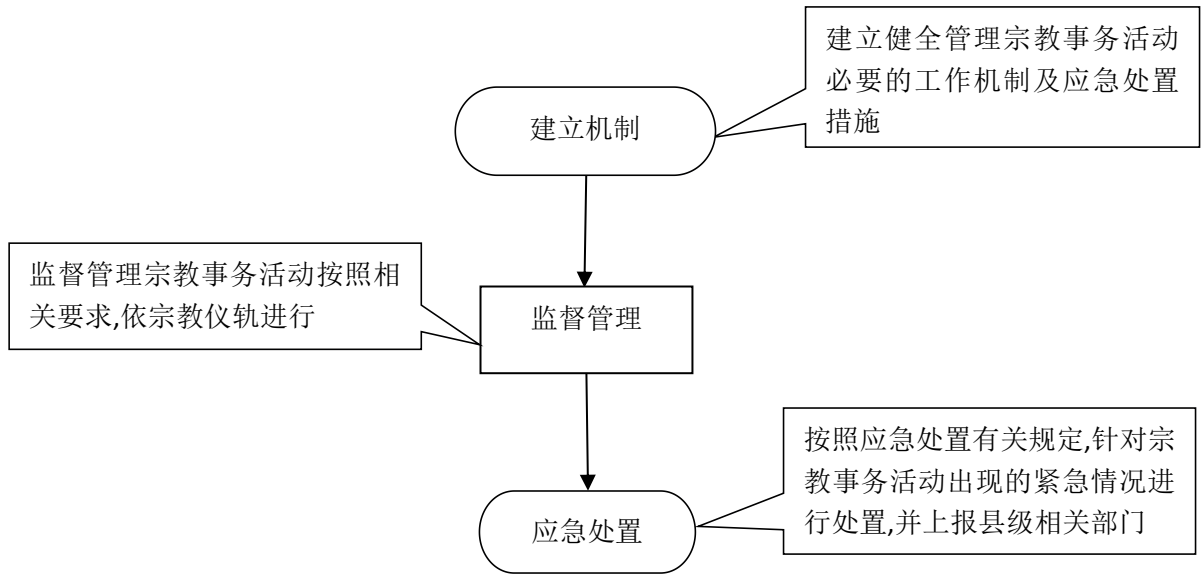 建立健全管理宗教事务活动
必要的工作机制及应急处置
措施
建立机制
监督管理宗教事务活动按照相
关要求,依宗教仪轨进行
监督管理
按照应急处置有关规定,针对宗
教事务活动出现的紧急情况进
行处置,并上报县级相关部门
应急处置